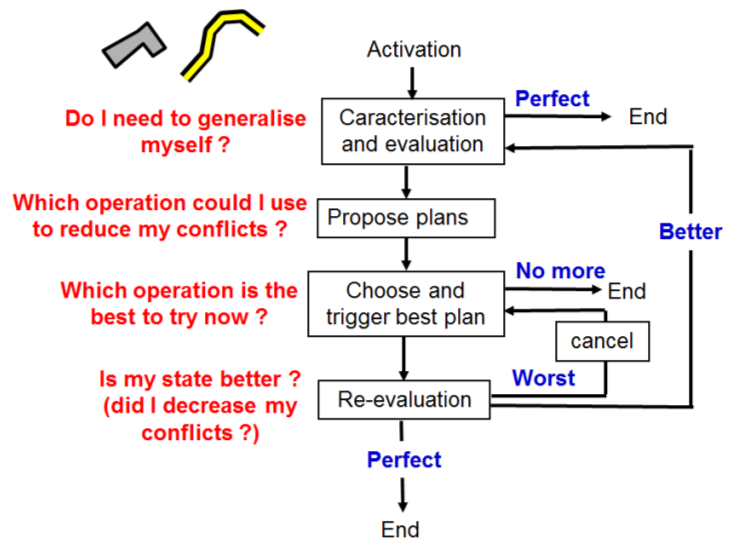 Activation
Do I need to generalise
myself ?
Caracterisation
and evaluation
Perfect
End
Which operation could I use
to reduce my conflicts ?
Propose plans
Better
Which operation is the
best to try now ?
Choose and
trigger best plan
No more
End
cancel
Is my state better ?
(did I decrease my
conflicts ?)
Re-evaluation
Worst
Perfect
End